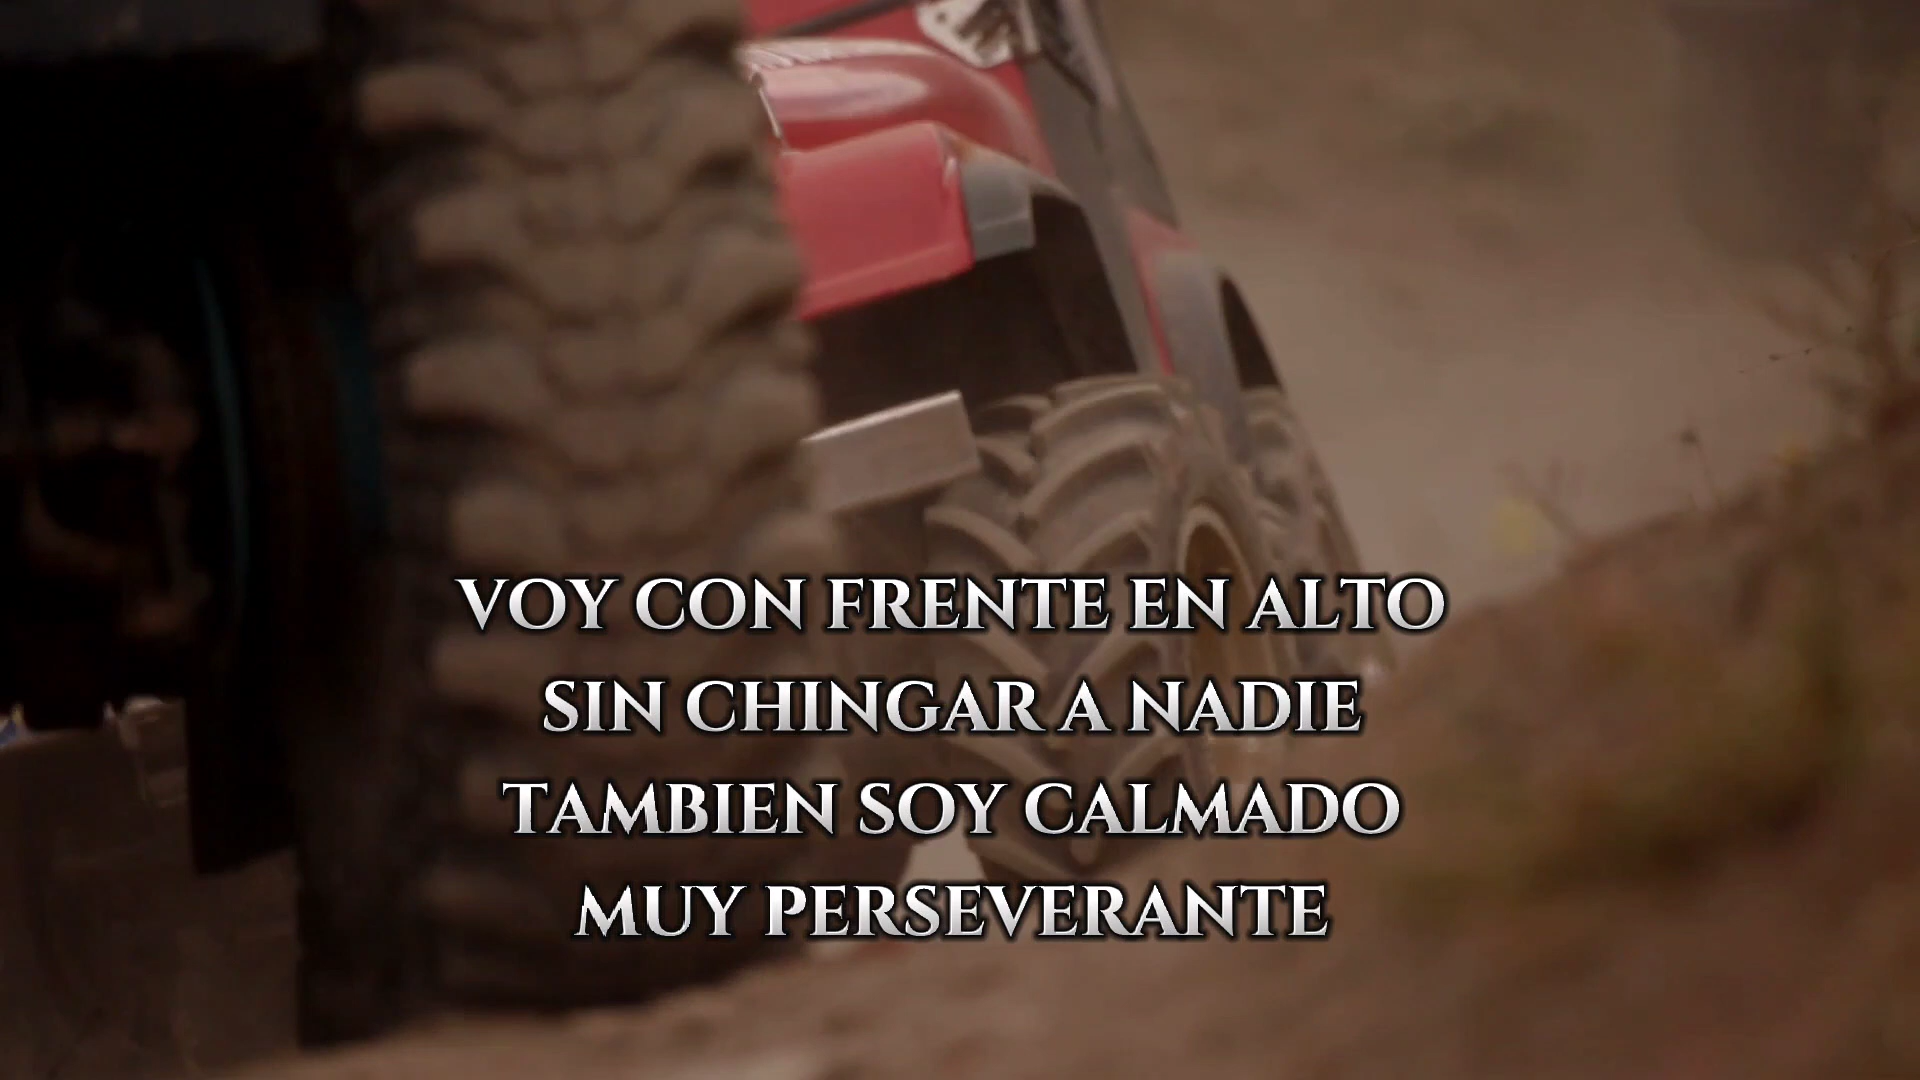 VOY CON FRENTE EN ALTO
SIN CHINGAR A NADIE
TAMBIEN SOY CALMADO
MUY PERSEVERANTE